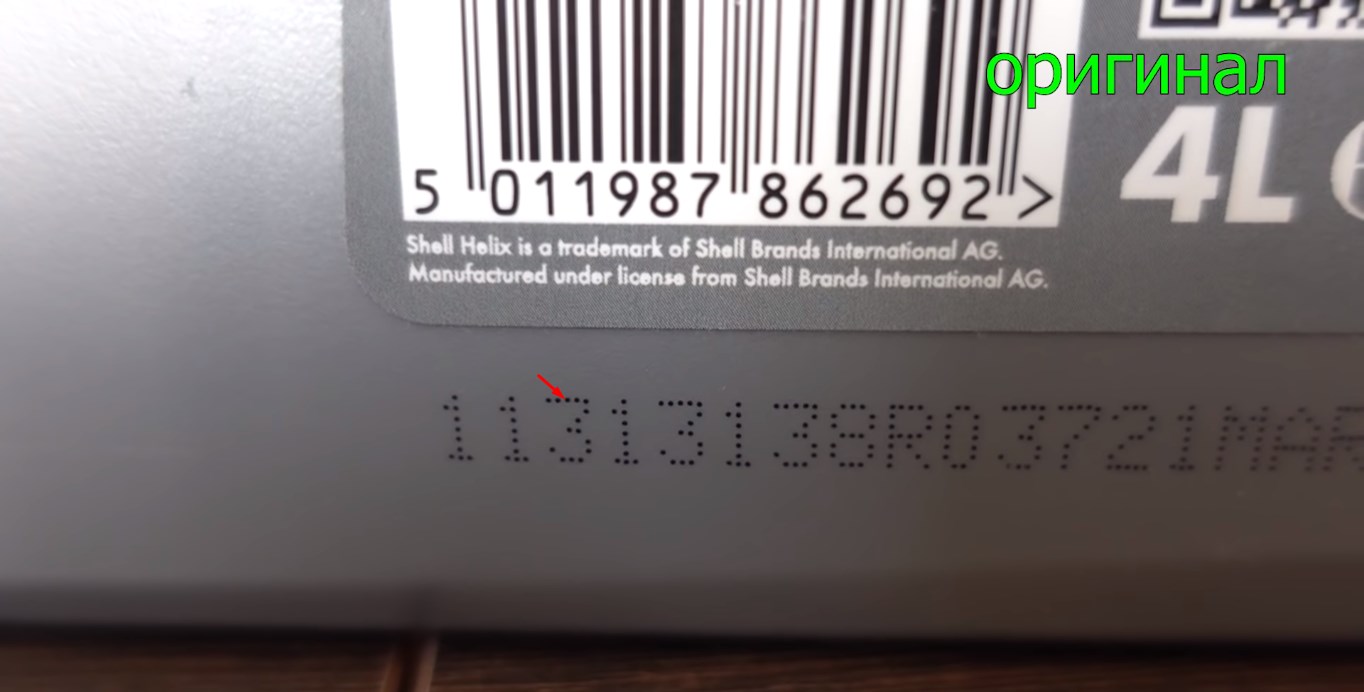 оригинал
4L
5 011987 862692 >
Shell Helix is a trademark of Shell Brands International AG.
Manufactured under license from Shell Brands International AG.
11313138R03721MAR